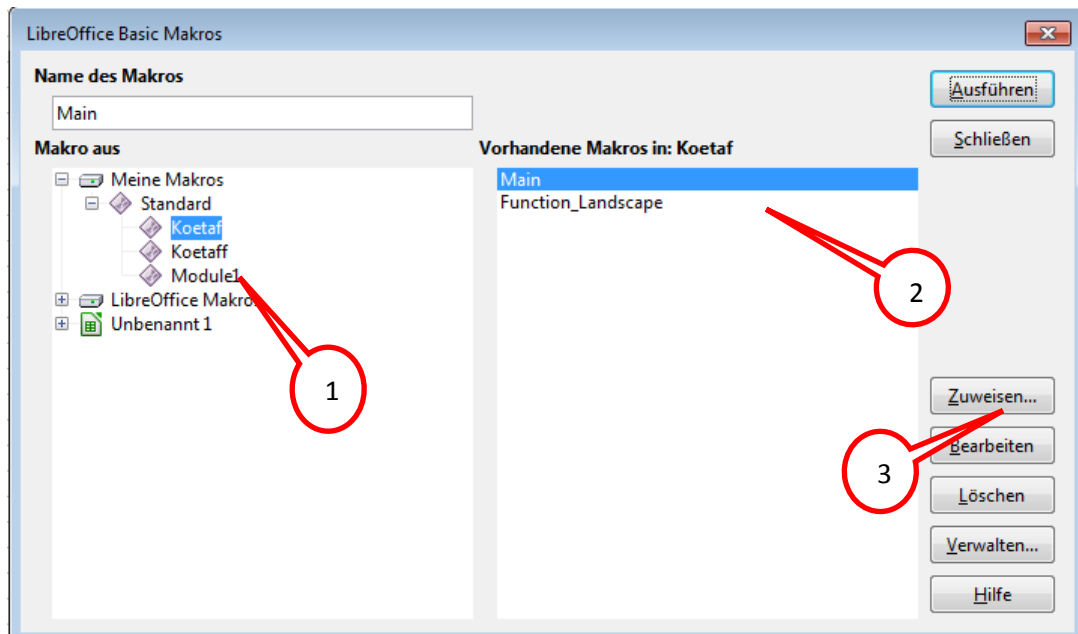 LibreOffice Basic Makros
Name des Makros
Main
Makro aus
Meine Makros
Standard
Koetaf
Koetaff
Module1
LibreOffice Makro
Unbenannt 1
Vorhandene Makros in: Koetaf
Main
Function_Landscape
Ausführen
Schließen
Zuweisen...
Bearbeiten
Löschen
Verwalten...
Hilfe
1
2
3